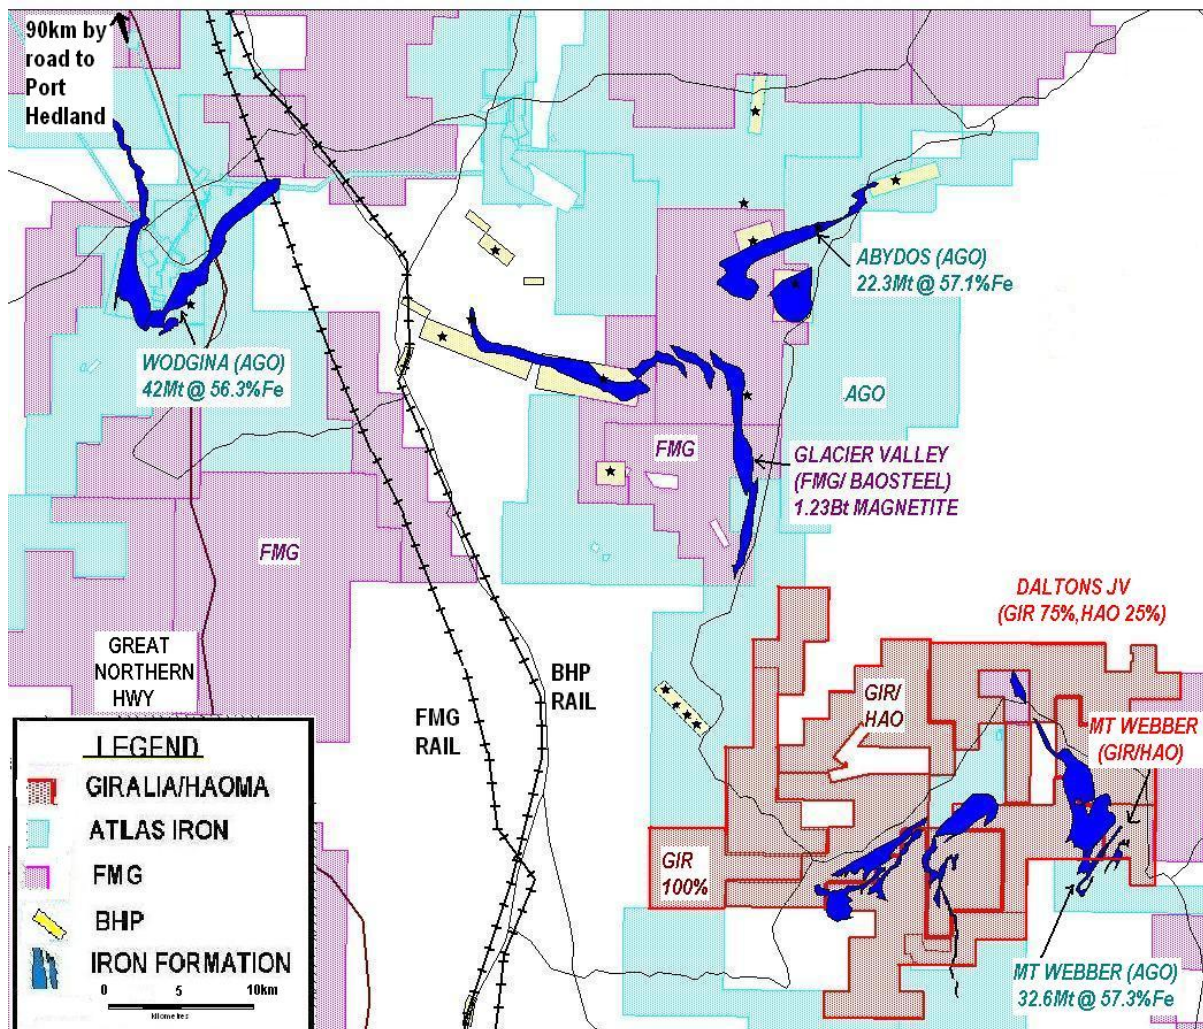 90km by
road to
Port
Hedland
ABYDOS (AGO)
22.3Mt @ 57.1%Fe
WODGINA (AGO)
42Mt @ 56.3%Fe
AGO
FMG
GLACIER VALLEY
(FMG/ BAOSTEEL)
1.23Bt MAGNETITE
FMG
DALTONS JV
(GIR 75%,HAO 25%)
GREAT
NORTHERN
HWY
BHP
RAIL
FMG
RAIL
GIR/
HAO
MT WEBBER
(GIR/HAO)
GIR
100%
MT WEBBER (AGO)
32.6Mt @ 57.3%Fe
LEGEND
GIRALIA/HAOMA
ATLAS IRON
FMG
BHP
IRON FORMATION
0 5 10km
kilometres